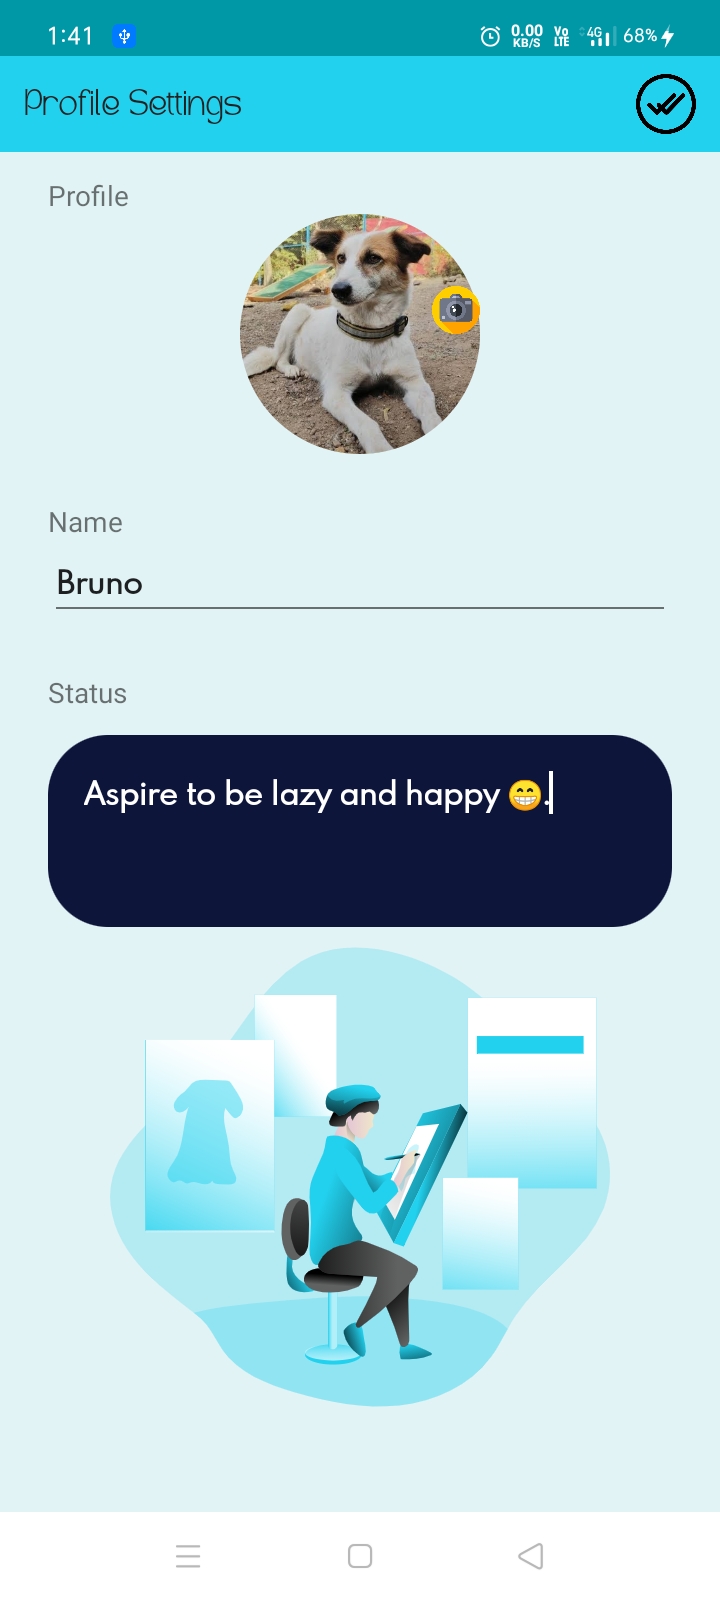 1:41 0.00 KB/S Vo LTE 4G 68%
Profile Settings
Profile
Name
Bruno
Status
Aspire to be lazy and happy 😁.